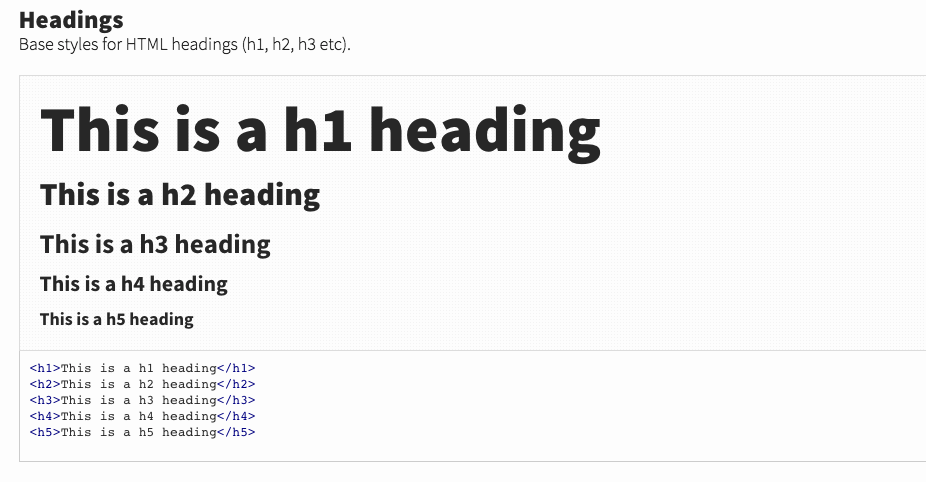 Headings
Base styles for HTML headings (h1, h2, h3 etc).
This is a h1 heading
This is a h2 heading
This is a h3 heading
This is a h4 heading
This is a h5 heading
<h1>This is a h1 heading</h1>
<h2>This is a h2 heading</h2>
<h3>This is a h3 heading</h3>
<h4>This is a h4 heading</h4>
<h5>This is a h5 heading</h5>